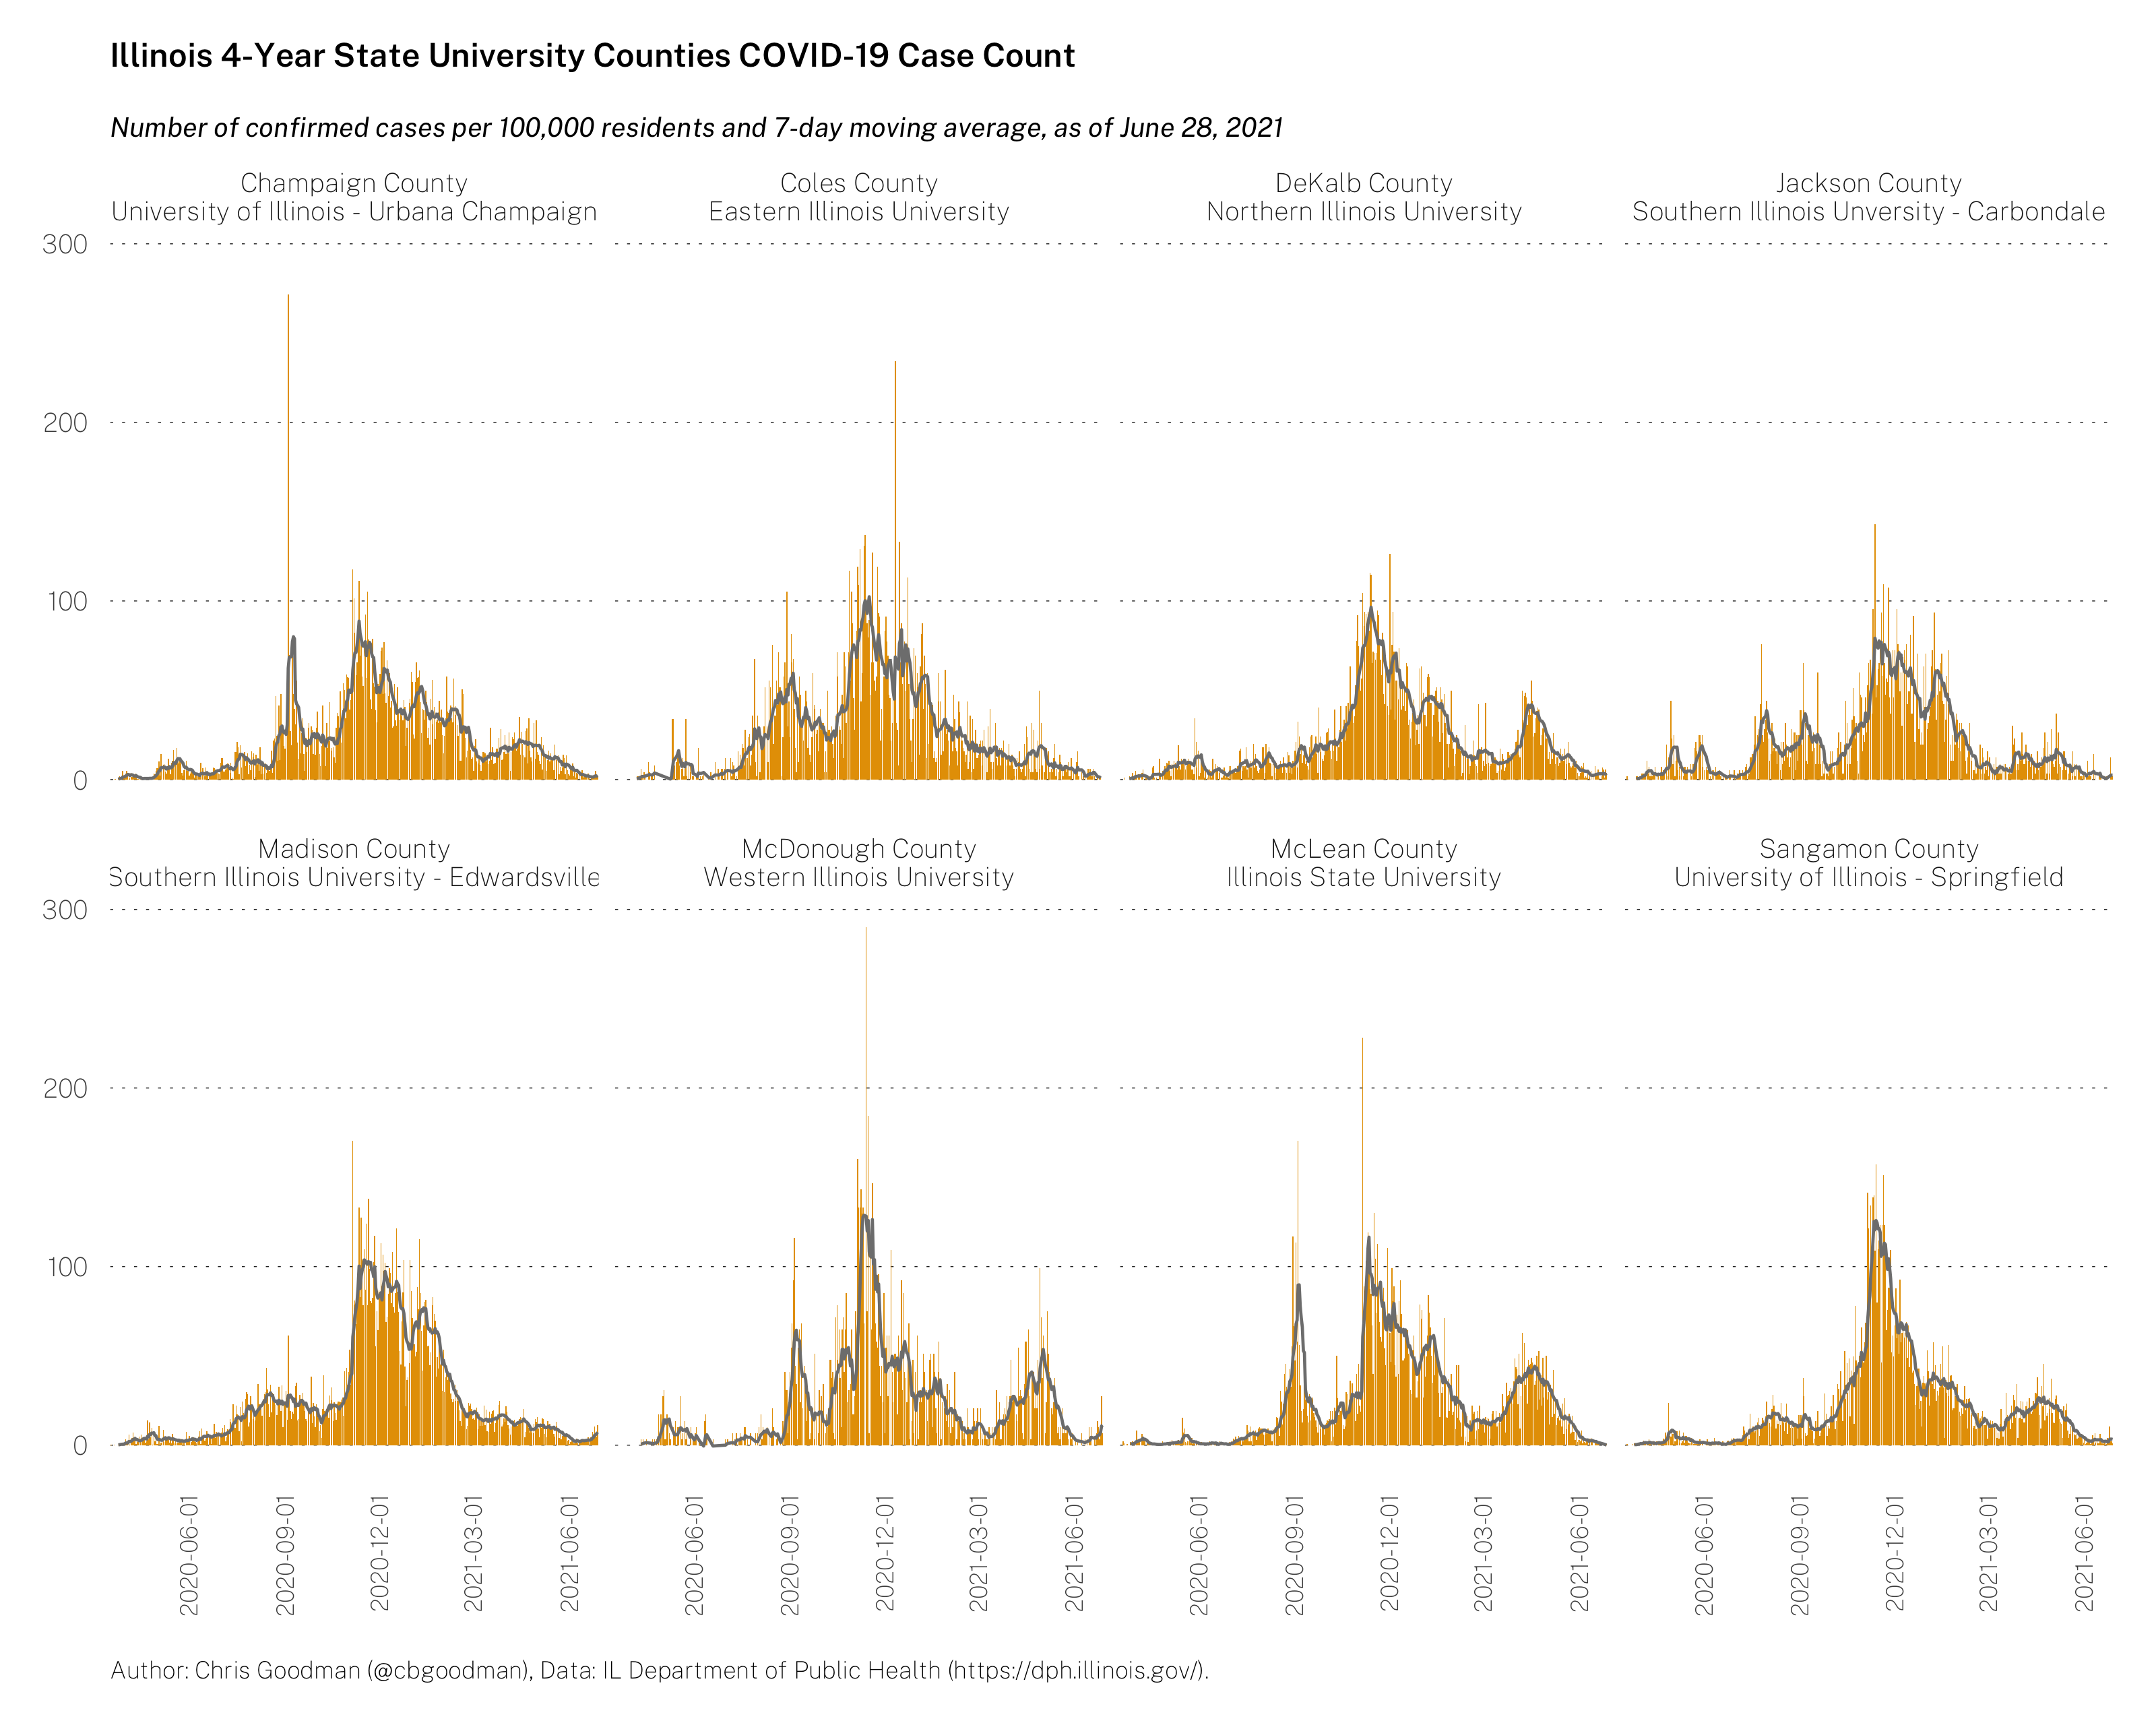 Illinois 4-Year State University Counties COVID-19 Case Count
Number of confirmed cases per 100,000 residents and 7-day moving average, as of June 28, 2021
Champaign County
University of Illinois - Urbana Champaign
Coles County
Eastern Illinois University
DeKalb County
Northern Illinois University
Jackson County
Southern Illinois Unversity - Carbondale
300
200
100
0
Madison County
Southern Illinois University - Edwardsville
McDonough County
Western Illinois University
McLean County
Illinois State University
Sangamon County
University of Illinois - Springfield
300
200
100
0
2020-06-01
2020-09-01
2020-12-01
2021-03-01
2021-06-01
2020-06-01
2020-09-01
2020-12-01
2021-03-01
2021-06-01
2020-06-01
2020-09-01
2020-12-01
2021-03-01
2021-06-01
2020-06-01
2020-09-01
2020-12-01
2021-03-01
2021-06-01
Author: Chris Goodman (@cbgoodman), Data: IL Department of Public Health (https://dph.illinois.gov/).